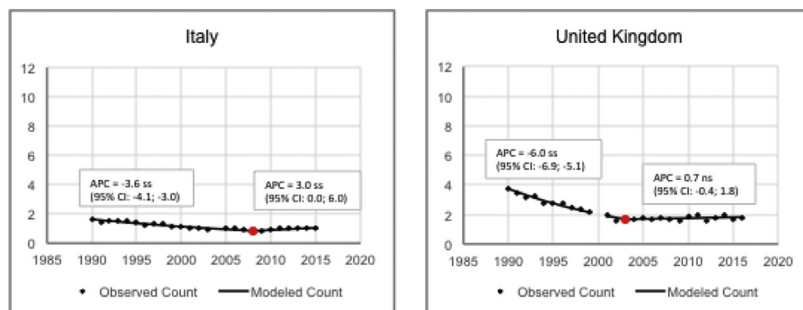 Italy
12
10
8
6
4
2
0
APC = -3.6 ss
(95% CI: -4.1; -3.0)
APC = 3.0 ss
(95% CI: 0.0; 6.0)
1985 1990 1995 2000 2005 2010 2015 2020
Observed Count Modeled Count
United Kingdom
12
10
8
6
4
2
0
APC = -6.0 ss
(95% CI: -6.9; -5.1)
APC = 0.7 ns
(95% CI: -0.4; 1.8)
1985 1990 1995 2000 2005 2010 2015 2020
Observed Count Modeled Count